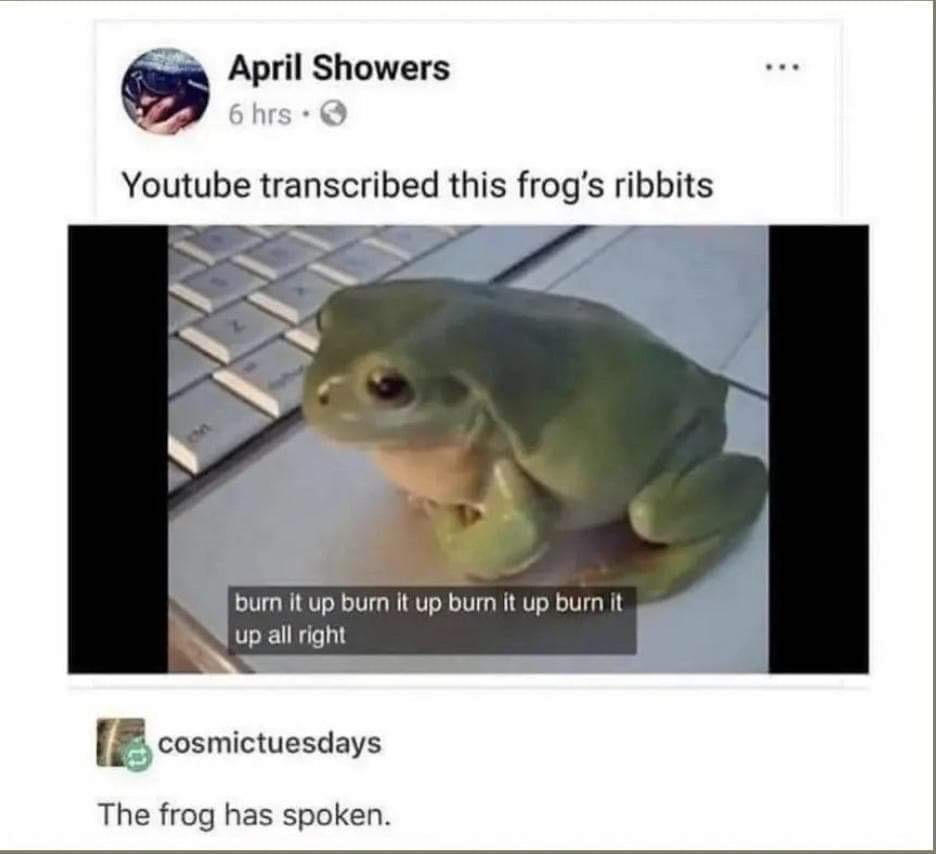 April Showers
6 hrs ·
Youtube transcribed this frog's ribbits
burn it up burn it up burn it up burn it
up all right
cosmictuesdays
The frog has spoken.